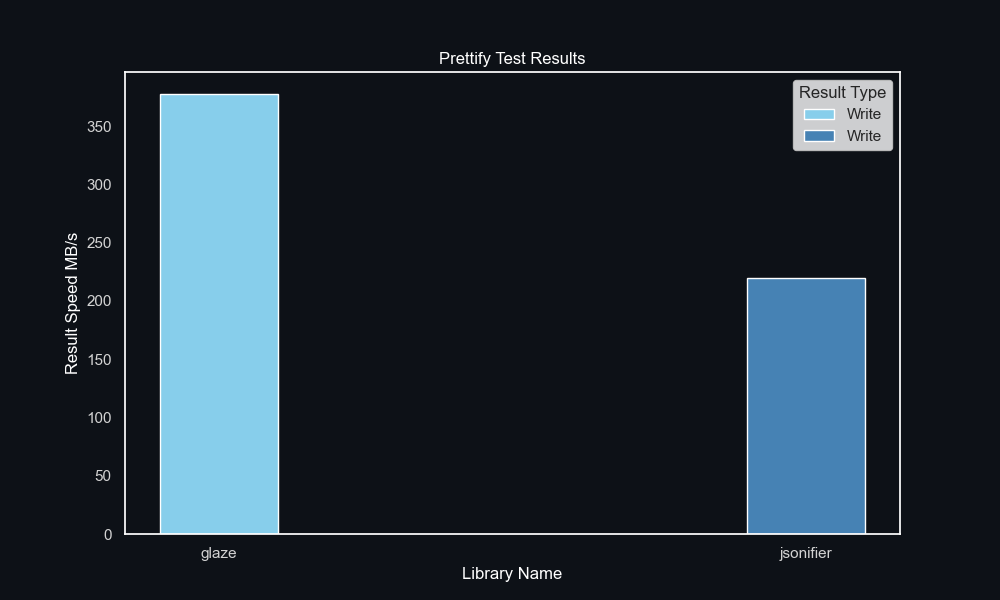 Prettify Test Results
Result Type
Write
Write
Result Speed MB/s
350
300
250
200
150
100
50
0
glaze
jsonifier
Library Name